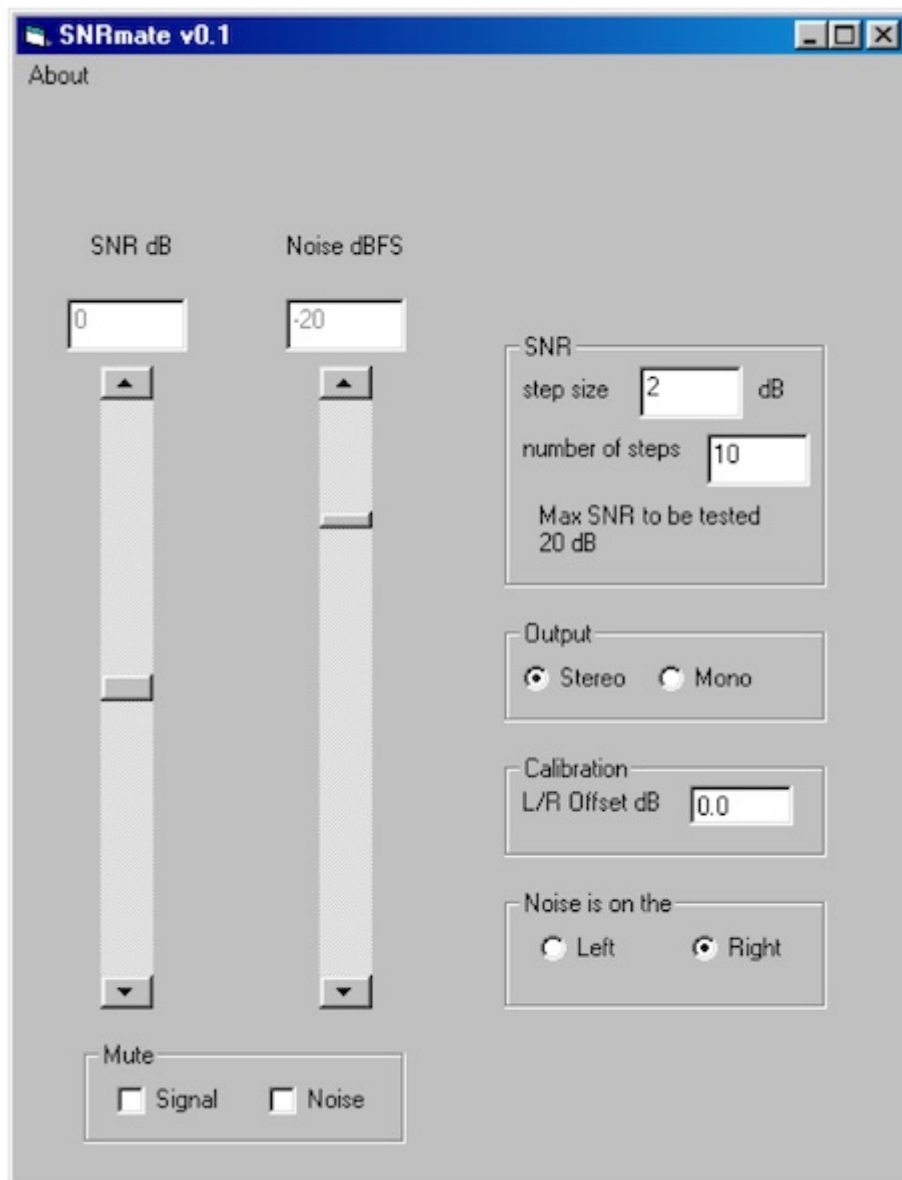 SNRmate v0.1
About
SNR dB
Noise dBFS
0
-20
SNR
step size 2 dB
number of steps 10
Max SNR to be tested
20 dB
Output
Stereo Mono
Calibration
L/R Offset dB 0.0
Noise is on the
Left Right
Mute
Signal Noise